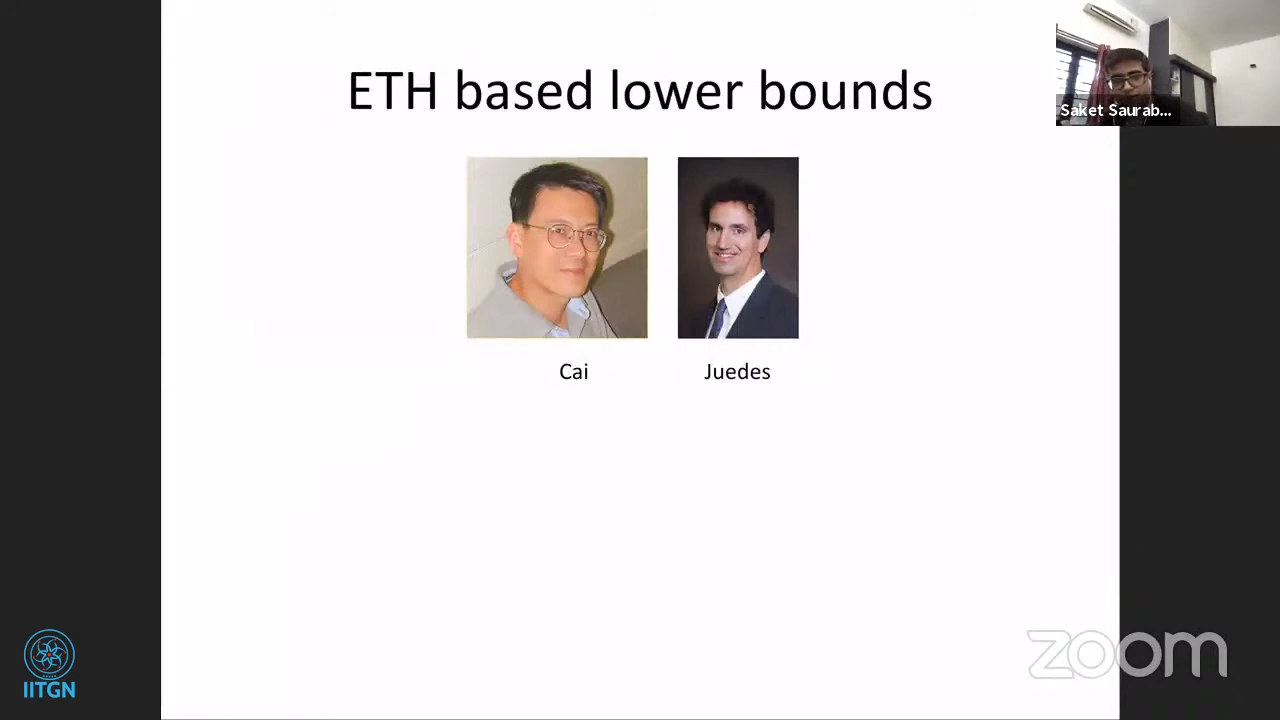 ETH based lower bounds
Saket Saurab...
Cai
Juedes
IITGN
zoom